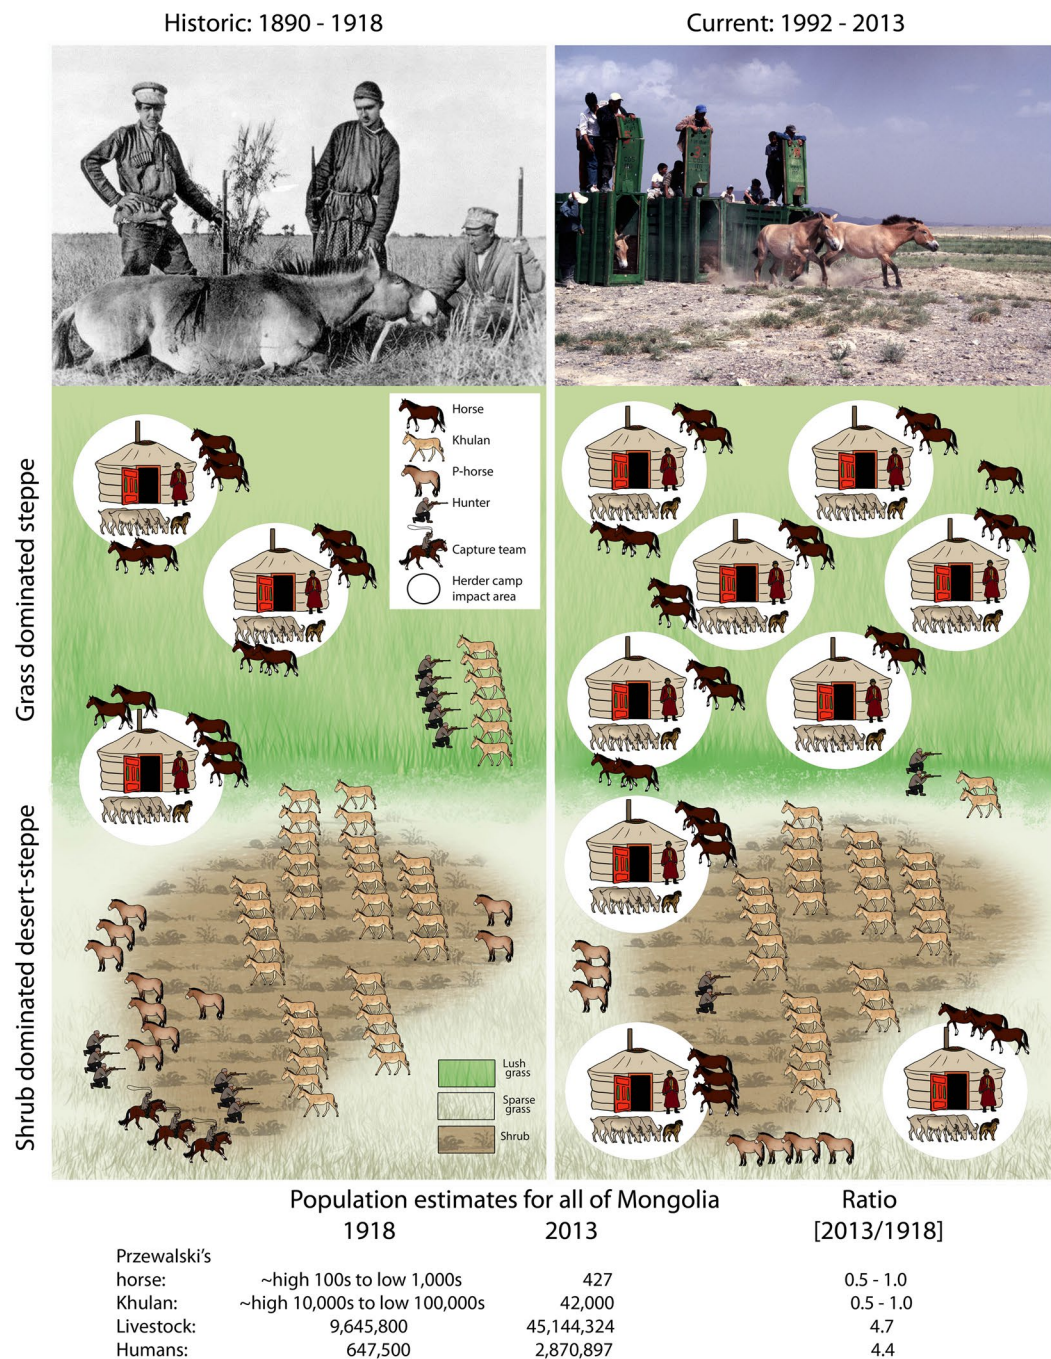 Historic: 1890 - 1918
Current: 1992 - 2013
Grass dominated steppe
Horse
Khulan
P-horse
Hunter
Capture team
Herder camp
impact area
Shrub dominated desert-steppe
Lush
grass
Sparse
grass
Shrub
Population estimates for all of Mongolia
Ratio
1918
2013
[2013/1918]
Przewalski's
horse: ~high 100s to low 1,000s 427 0.5 - 1.0
Khulan: ~high 10,000s to low 100,000s 42,000 0.5 - 1.0
Livestock: 9,645,800 45,144,324 4.7
Humans: 647,500 2,870,897 4.4